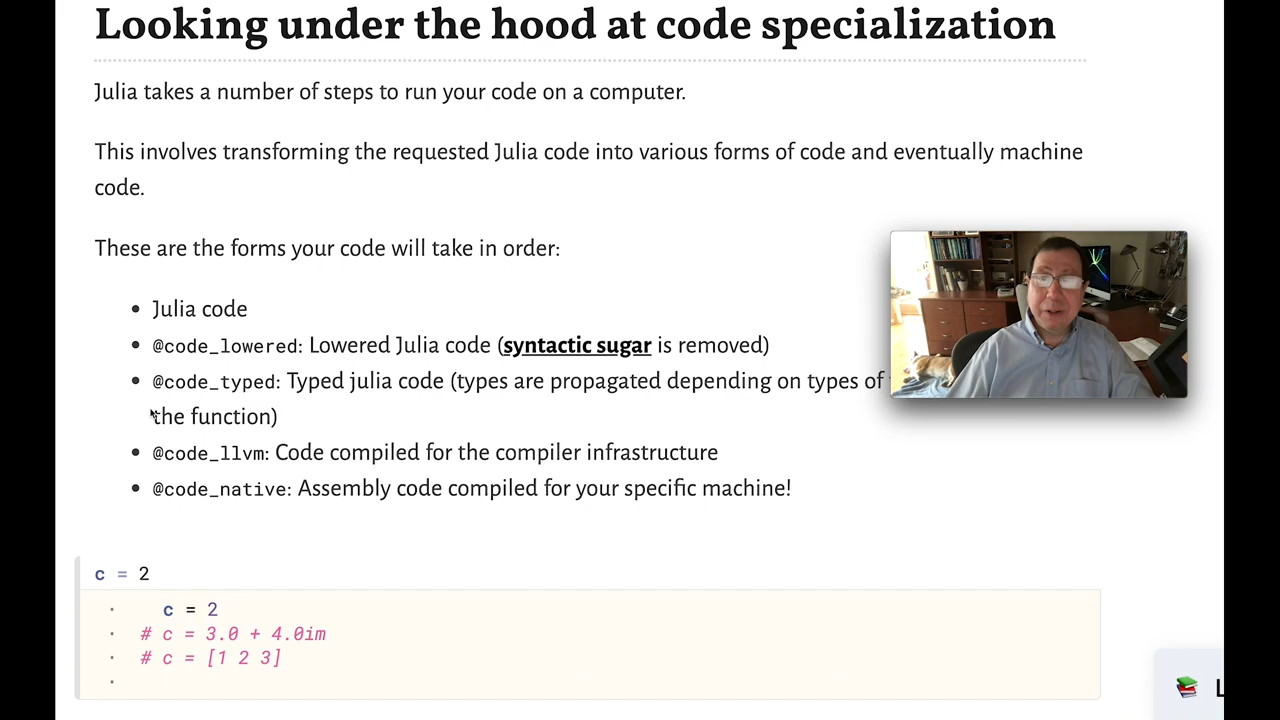 Looking under the hood at code specialization
Julia takes a number of steps to run your code on a computer.
This involves transforming the requested Julia code into various forms of code and eventually machine
code.
These are the forms your code will take in order:
• Julia code
• @code_lowered: Lowered Julia code (syntactic sugar is removed)
• @code_typed: Typed julia code (types are propagated depending on types of
the function)
• @code_llvm: Code compiled for the compiler infrastructure
• @code_native: Assembly code compiled for your specific machine!
c = 2
c = 2
# c = 3.0 + 4.0im
# c = [1 2 3]
L